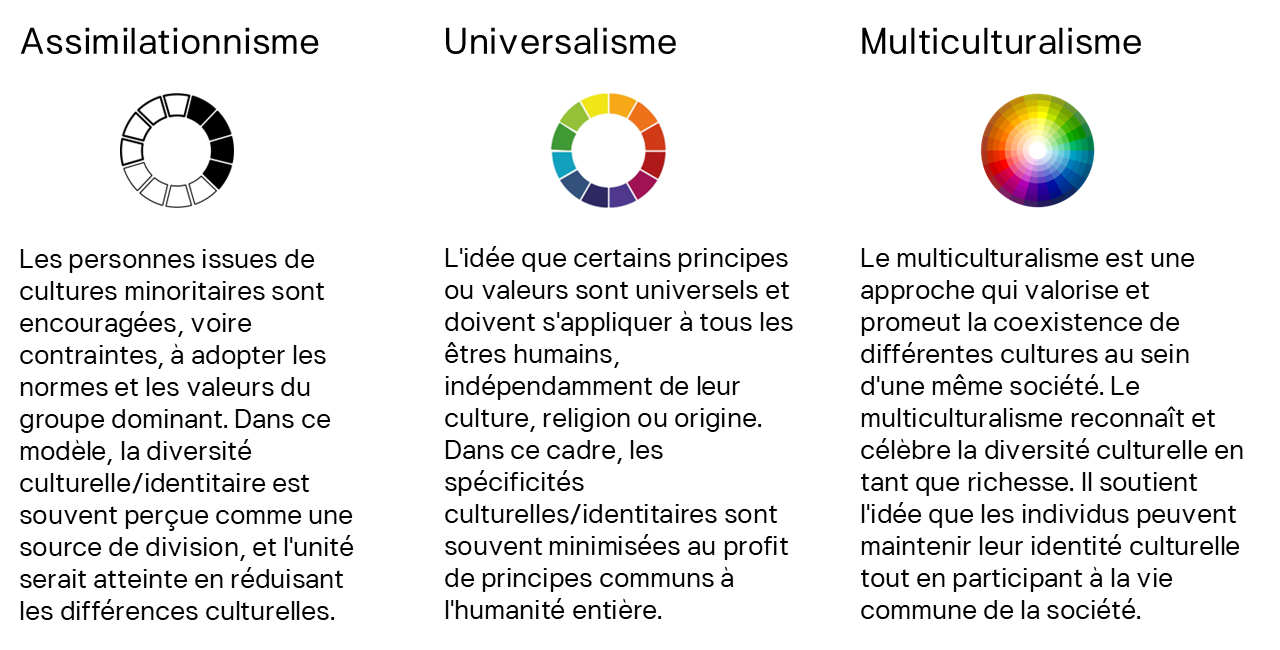 Assimilationnisme
Les personnes issues de
cultures minoritaires sont
encouragées, voire
contraintes, à adopter les
normes et les valeurs du
groupe dominant. Dans ce
modèle, la diversité
culturelle/identitaire est
souvent perçue comme une
source de division, et l'unité
serait atteinte en réduisant
les différences culturelles.
Universalisme
L'idée que certains principes
ou valeurs sont universels et
doivent s'appliquer à tous les
êtres humains,
indépendamment de leur
culture, religion ou origine.
Dans ce cadre, les
spécificités
culturelles/identitaires sont
souvent minimisées au profit
de principes communs à
l'humanité entière.
Multiculturalisme
Le multiculturalisme est une
approche qui valorise et
promeut la coexistence de
différentes cultures au sein
d'une même société. Le
multiculturalisme reconnaît et
célèbre la diversité culturelle en
tant que richesse. Il soutient
l'idée que les individus peuvent
maintenir leur identité culturelle
tout en participant à la vie
commune de la société.